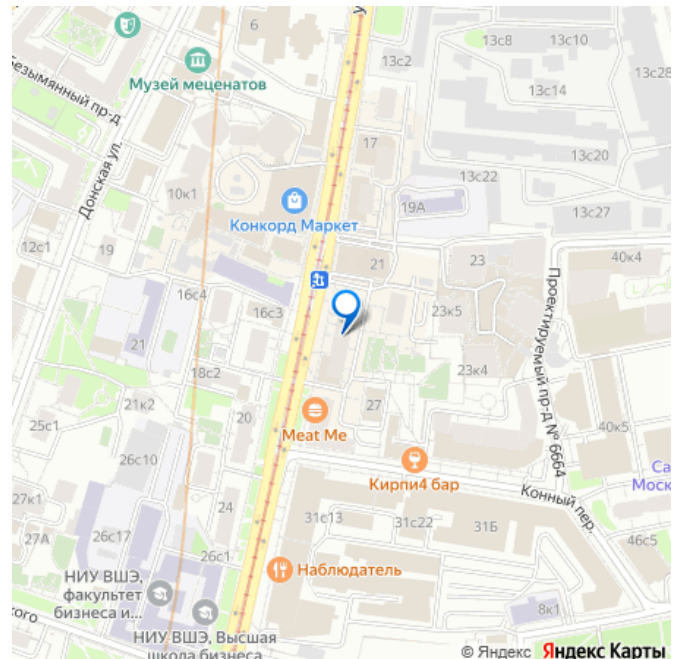 6
13с8
13с10
13с2
13с28
Безымянный пр-д
Музей меценатов
13с14
17
13с20
Донская ул.
10к1
13с22
19А
13с27
Конкорд Маркет
12с1
19
21
23
40к4
16с4
16с3
23к5
Проектируемый пр-д № 6664
21
18с2
23к4
21к2
20
27
25с1
Meat Me
40к5
26с10
Кирпи4 бар
Са
Моск
27к1
24
31с13
31с22
31Б
Конный пер.
27А
26с17
26с1
46с5
Наблюдатель
НИУ ВШЭ,
факультет
бизнеса и...
8к1
НИУ ВШЭ, Высшая
школа бизнеса
© Яндекс Яндекс Карты